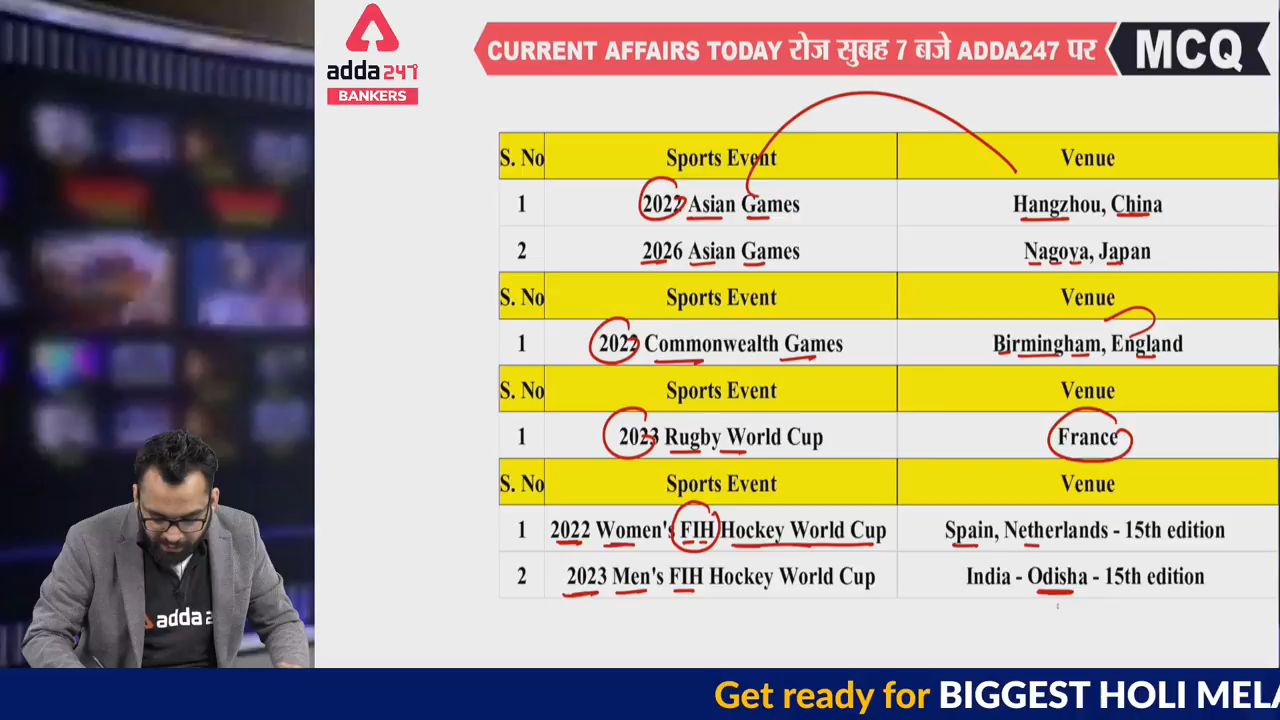 adda247
BANKERS
CURRENT AFFAIRS TODAY रोज सुबह 7 बजे ADDA247 पर
MCQ
S. No Sports Event Venue
1 2022 Asian Games Hangzhou, China
2 2026 Asian Games Nagoya, Japan
S. No Sports Event Venue
1 2022 Commonwealth Games Birmingham, England
S. No Sports Event Venue
1 2023 Rugby World Cup France
S. No Sports Event Venue
1 2022 Women's FIH Hockey World Cup Spain, Netherlands - 15th edition
2 2023 Men's FIH Hockey World Cup India - Odisha - 15th edition
adda 2
Get ready for BIGGEST HOLI MELA